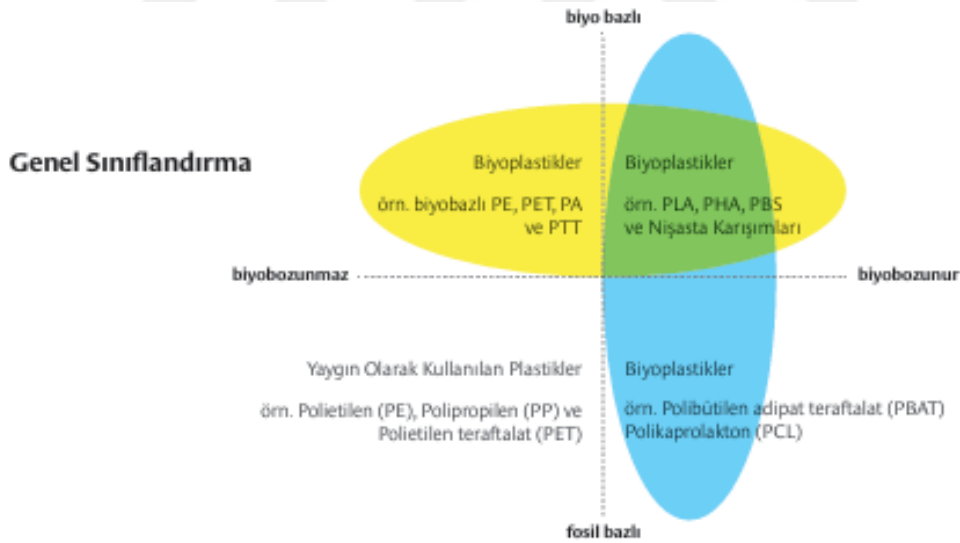 biyo bazlı
Genel Sınıflandırma
Biyoplastikler
örn. biyobazlı PE, PET, PA
ve PTT
Biyoplastikler
örn. PLA, PHA, PBS
ve Nişasta Karışımları
biyobozunmaz
biyobozunur
Yaygın Olarak Kullanılan Plastikler
örn. Polietilen (PE), Polipropilen (PP) ve
Polietilen teraftalat (PET)
Biyoplastikler
örn. Polibütilen adipat teraftalat (PBAT)
Polikaprolakton (PCL)
fosil bazlı